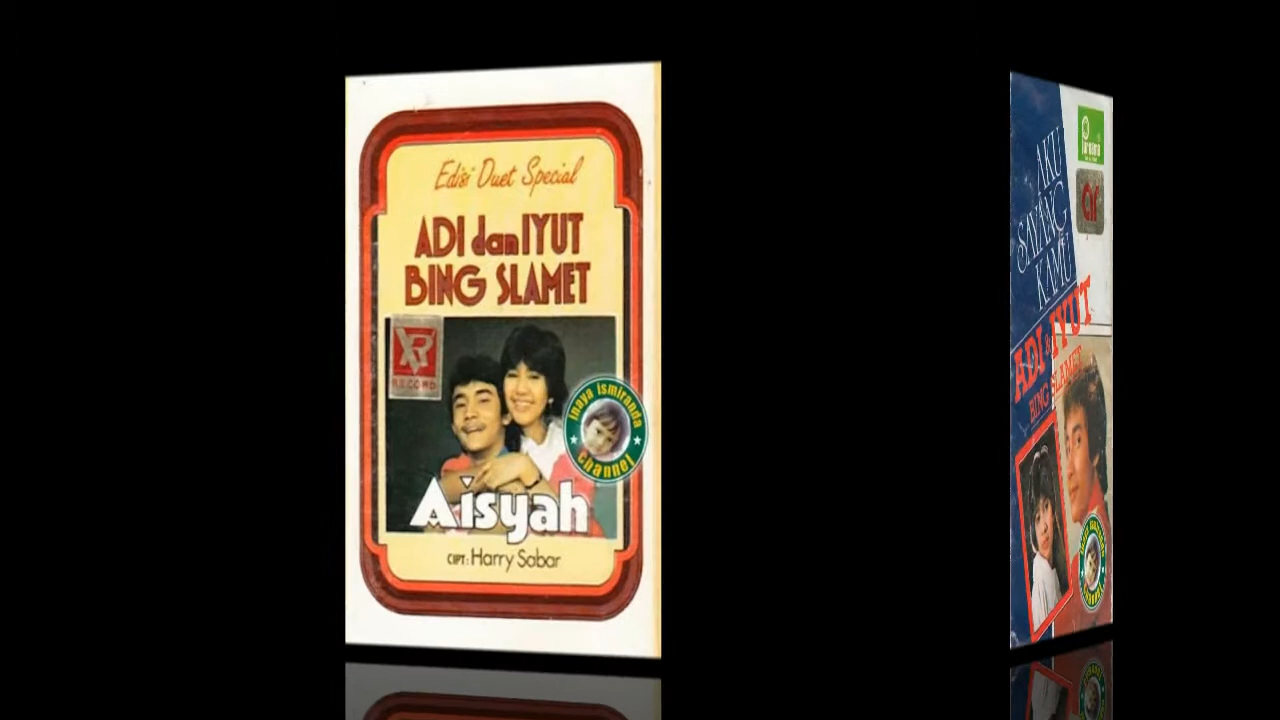 Edisi Duet Special
ADI dan IYUT
BING SLAMET
XR
RECORD
inaya ismiranda
channel
Aisyah
CIPT: Harry Sabar
AKU
SAYANG
KAMU
ADI & IYUT
BING SLAMET